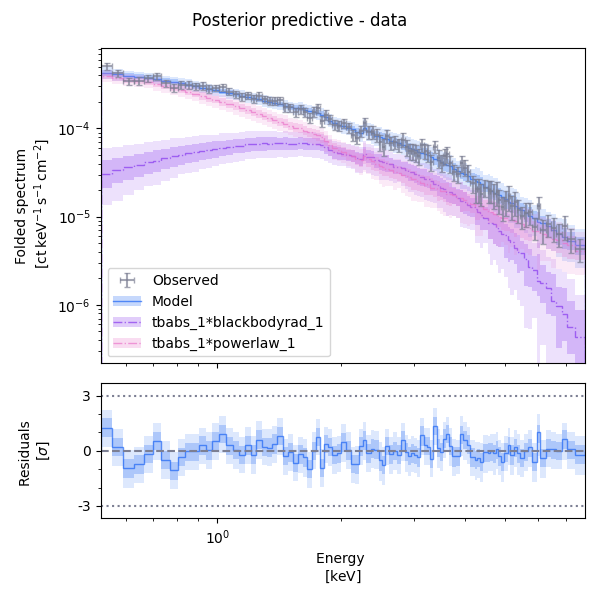 Posterior predictive - data
Folded spectrum
[ct keV⁻¹ s⁻¹ cm⁻²]
10⁻⁴
10⁻⁵
10⁻⁶
Observed
Model
tbabs_1*blackbodyrad_1
tbabs_1*powerlaw_1
Residuals
[σ]
3
0
-3
10⁰
Energy
[keV]